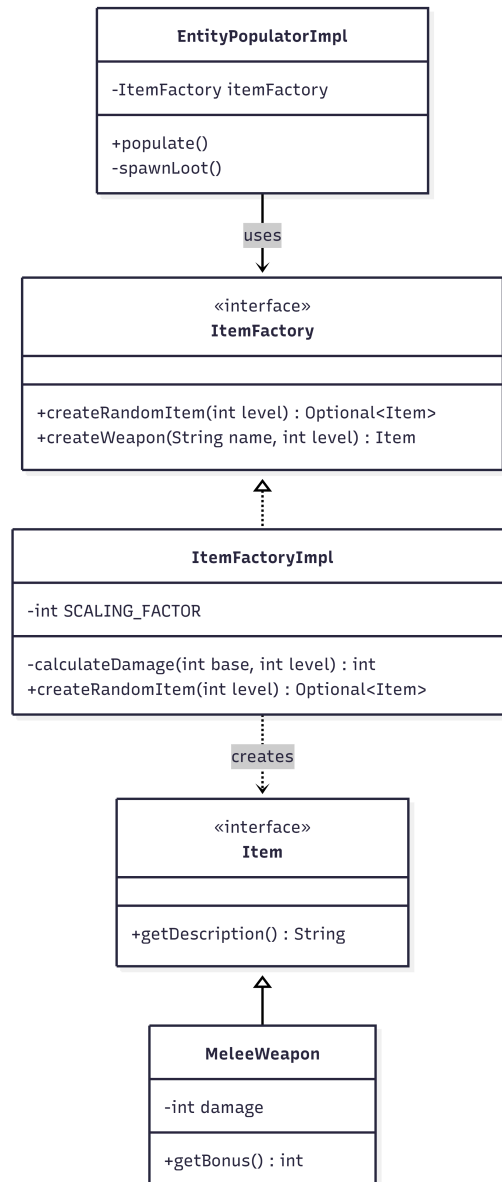 EntityPopulatorImpl
-ItemFactory itemFactory
+populate()
-spawnLoot()
uses
«interface»
ItemFactory
+createRandomItem(int level) : Optional<Item>
+createWeapon(String name, int level) : Item
ItemFactoryImpl
-int SCALING_FACTOR
-calculateDamage(int base, int level) : int
+createRandomItem(int level) : Optional<Item>
creates
«interface»
Item
+getDescription() : String
MeleeWeapon
-int damage
+getBonus() : int